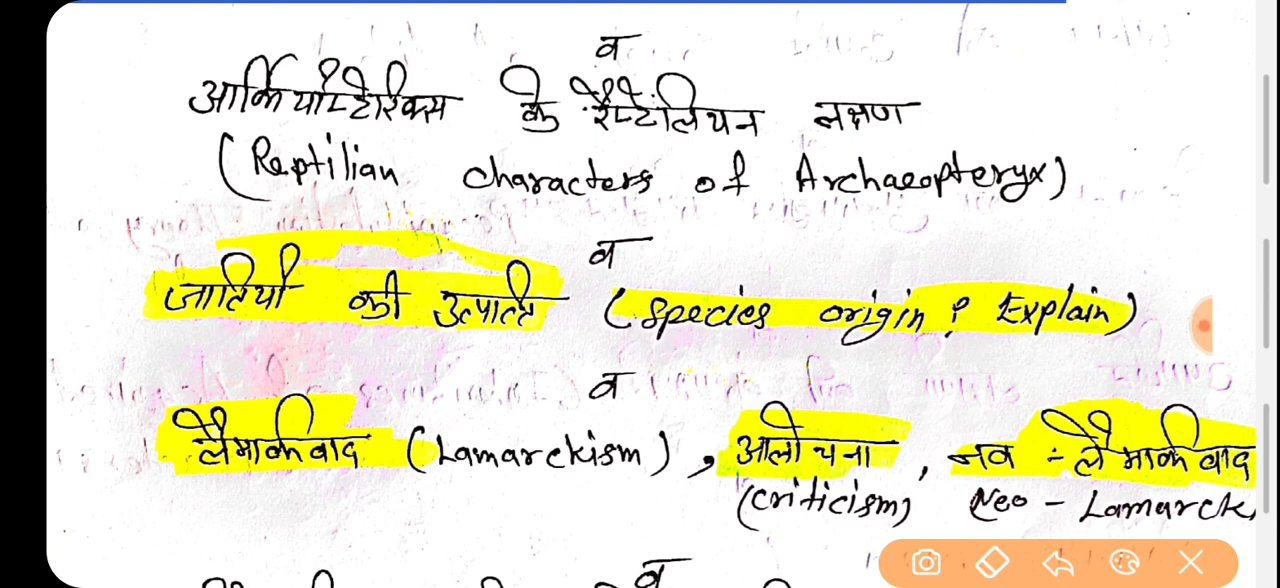 व
आर्कियोप्टेरिक्स के रैप्टेलियन लक्षण
(Reptilian characters of Archaeopteryx)
व
जातियों की उत्पत्ति (species origin ? Explain)
व
लैमार्कवाद (Lamarckism) , आलोचना , नव - लैमार्कवाद
(criticism) Neo - Lamarck
व